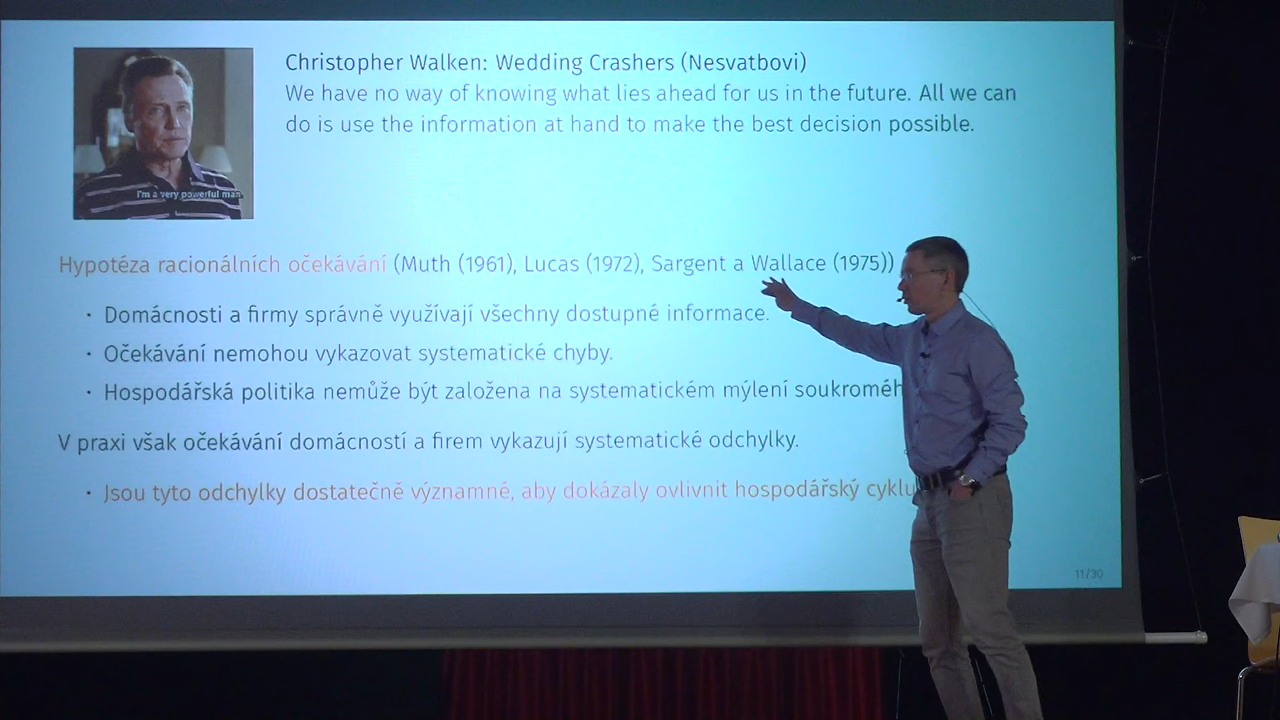 Christopher Walken: Wedding Crashers (Nesvatbovi)
We have no way of knowing what lies ahead for us in the future. All we can
do is use the information at hand to make the best decision possible.
I'm a very powerful man
Hypotéza racionálních očekávání (Muth (1961), Lucas (1972), Sargent a Wallace (1975))
· Domácnosti a firmy správně využívají všechny dostupné informace.
· Očekávání nemohou vykazovat systematické chyby.
· Hospodářská politika nemůže být založena na systematickém mýlení
V praxi však očekávání domácností a firem vykazují systematické odchylky.
· Jsou tyto odchylky dostatečně významné, aby dokázaly ovlivnit hospodářský
11/30